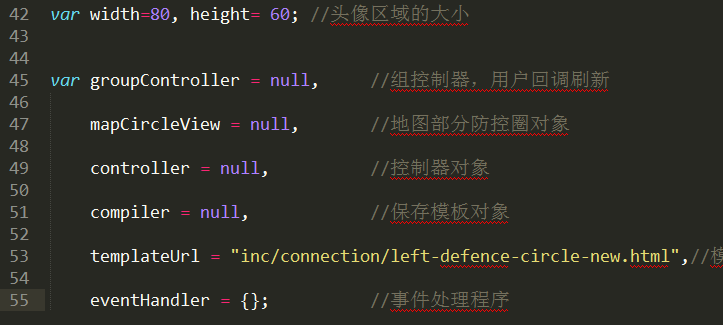 42 var width=80, height= 60; //头像区域的大小
43
44
45 var groupController = null, //组控制器，用户回调刷新
46
47 mapCircleView = null, //地图部分防控圈对象
48
49 controller = null, //控制器对象
50
51 compiler = null, //保存模板对象
52
53 templateUrl = "inc/connection/left-defence-circle-new.html",//
54
55 eventHandler = {}; //事件处理程序